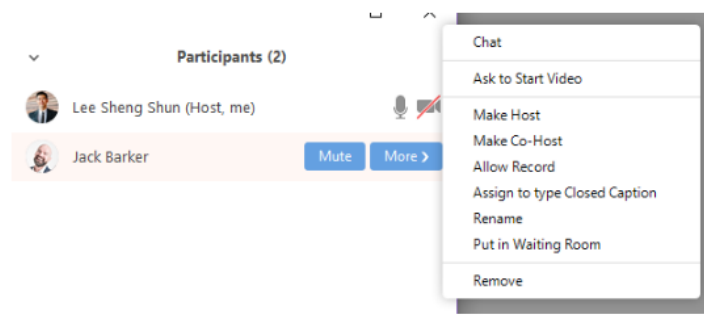 Participants (2)
Lee Sheng Shun (Host, me)
Jack Barker
Mute
More
Chat
Ask to Start Video
Make Host
Make Co-Host
Allow Record
Assign to type Closed Caption
Rename
Put in Waiting Room
Remove